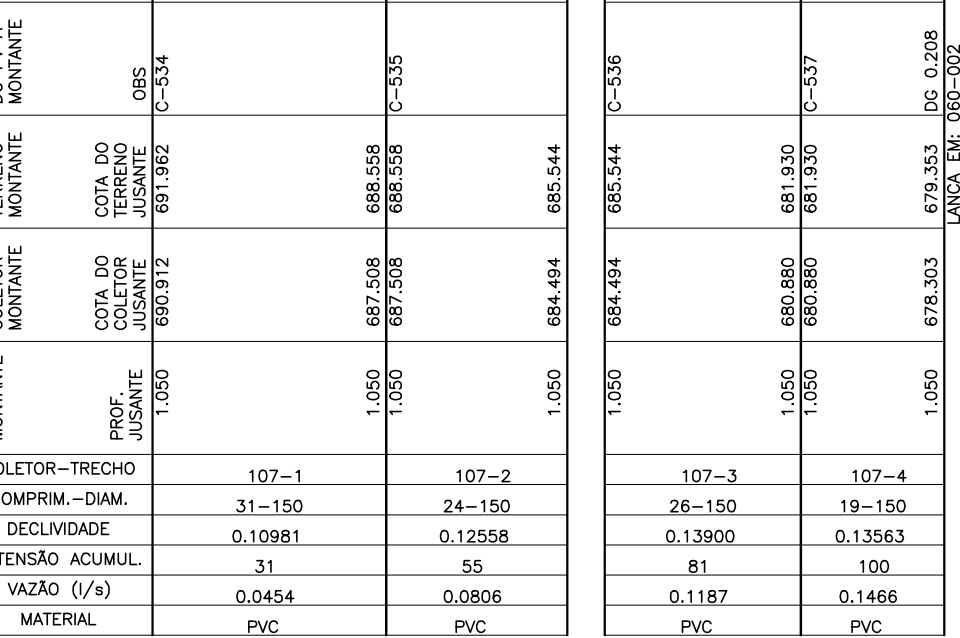 MONTANTE
OBS
C-534
C-535
C-536
C-537
DG 0.208
LANCA EM: 060-002
MONTANTE
COTA DO
TERRENO
JUSANTE
691.962
688.558
688.558
685.544
685.544
681.930
681.930
679.353
MONTANTE
COTA DO
COLETOR
JUSANTE
690.912
687.508
687.508
684.494
684.494
680.880
680.880
678.303
PROF.
JUSANTE
1.050
1.050
1.050
1.050
1.050
1.050
1.050
1.050
OLETOR-TRECHO 107-1 107-2 107-3 107-4
OMPRIM.-DIAM. 31-150 24-150 26-150 19-150
DECLIVIDADE 0.10981 0.12558 0.13900 0.13563
TENSÃO ACUMUL. 31 55 81 100
VAZÃO (l/s) 0.0454 0.0806 0.1187 0.1466
MATERIAL PVC PVC PVC PVC